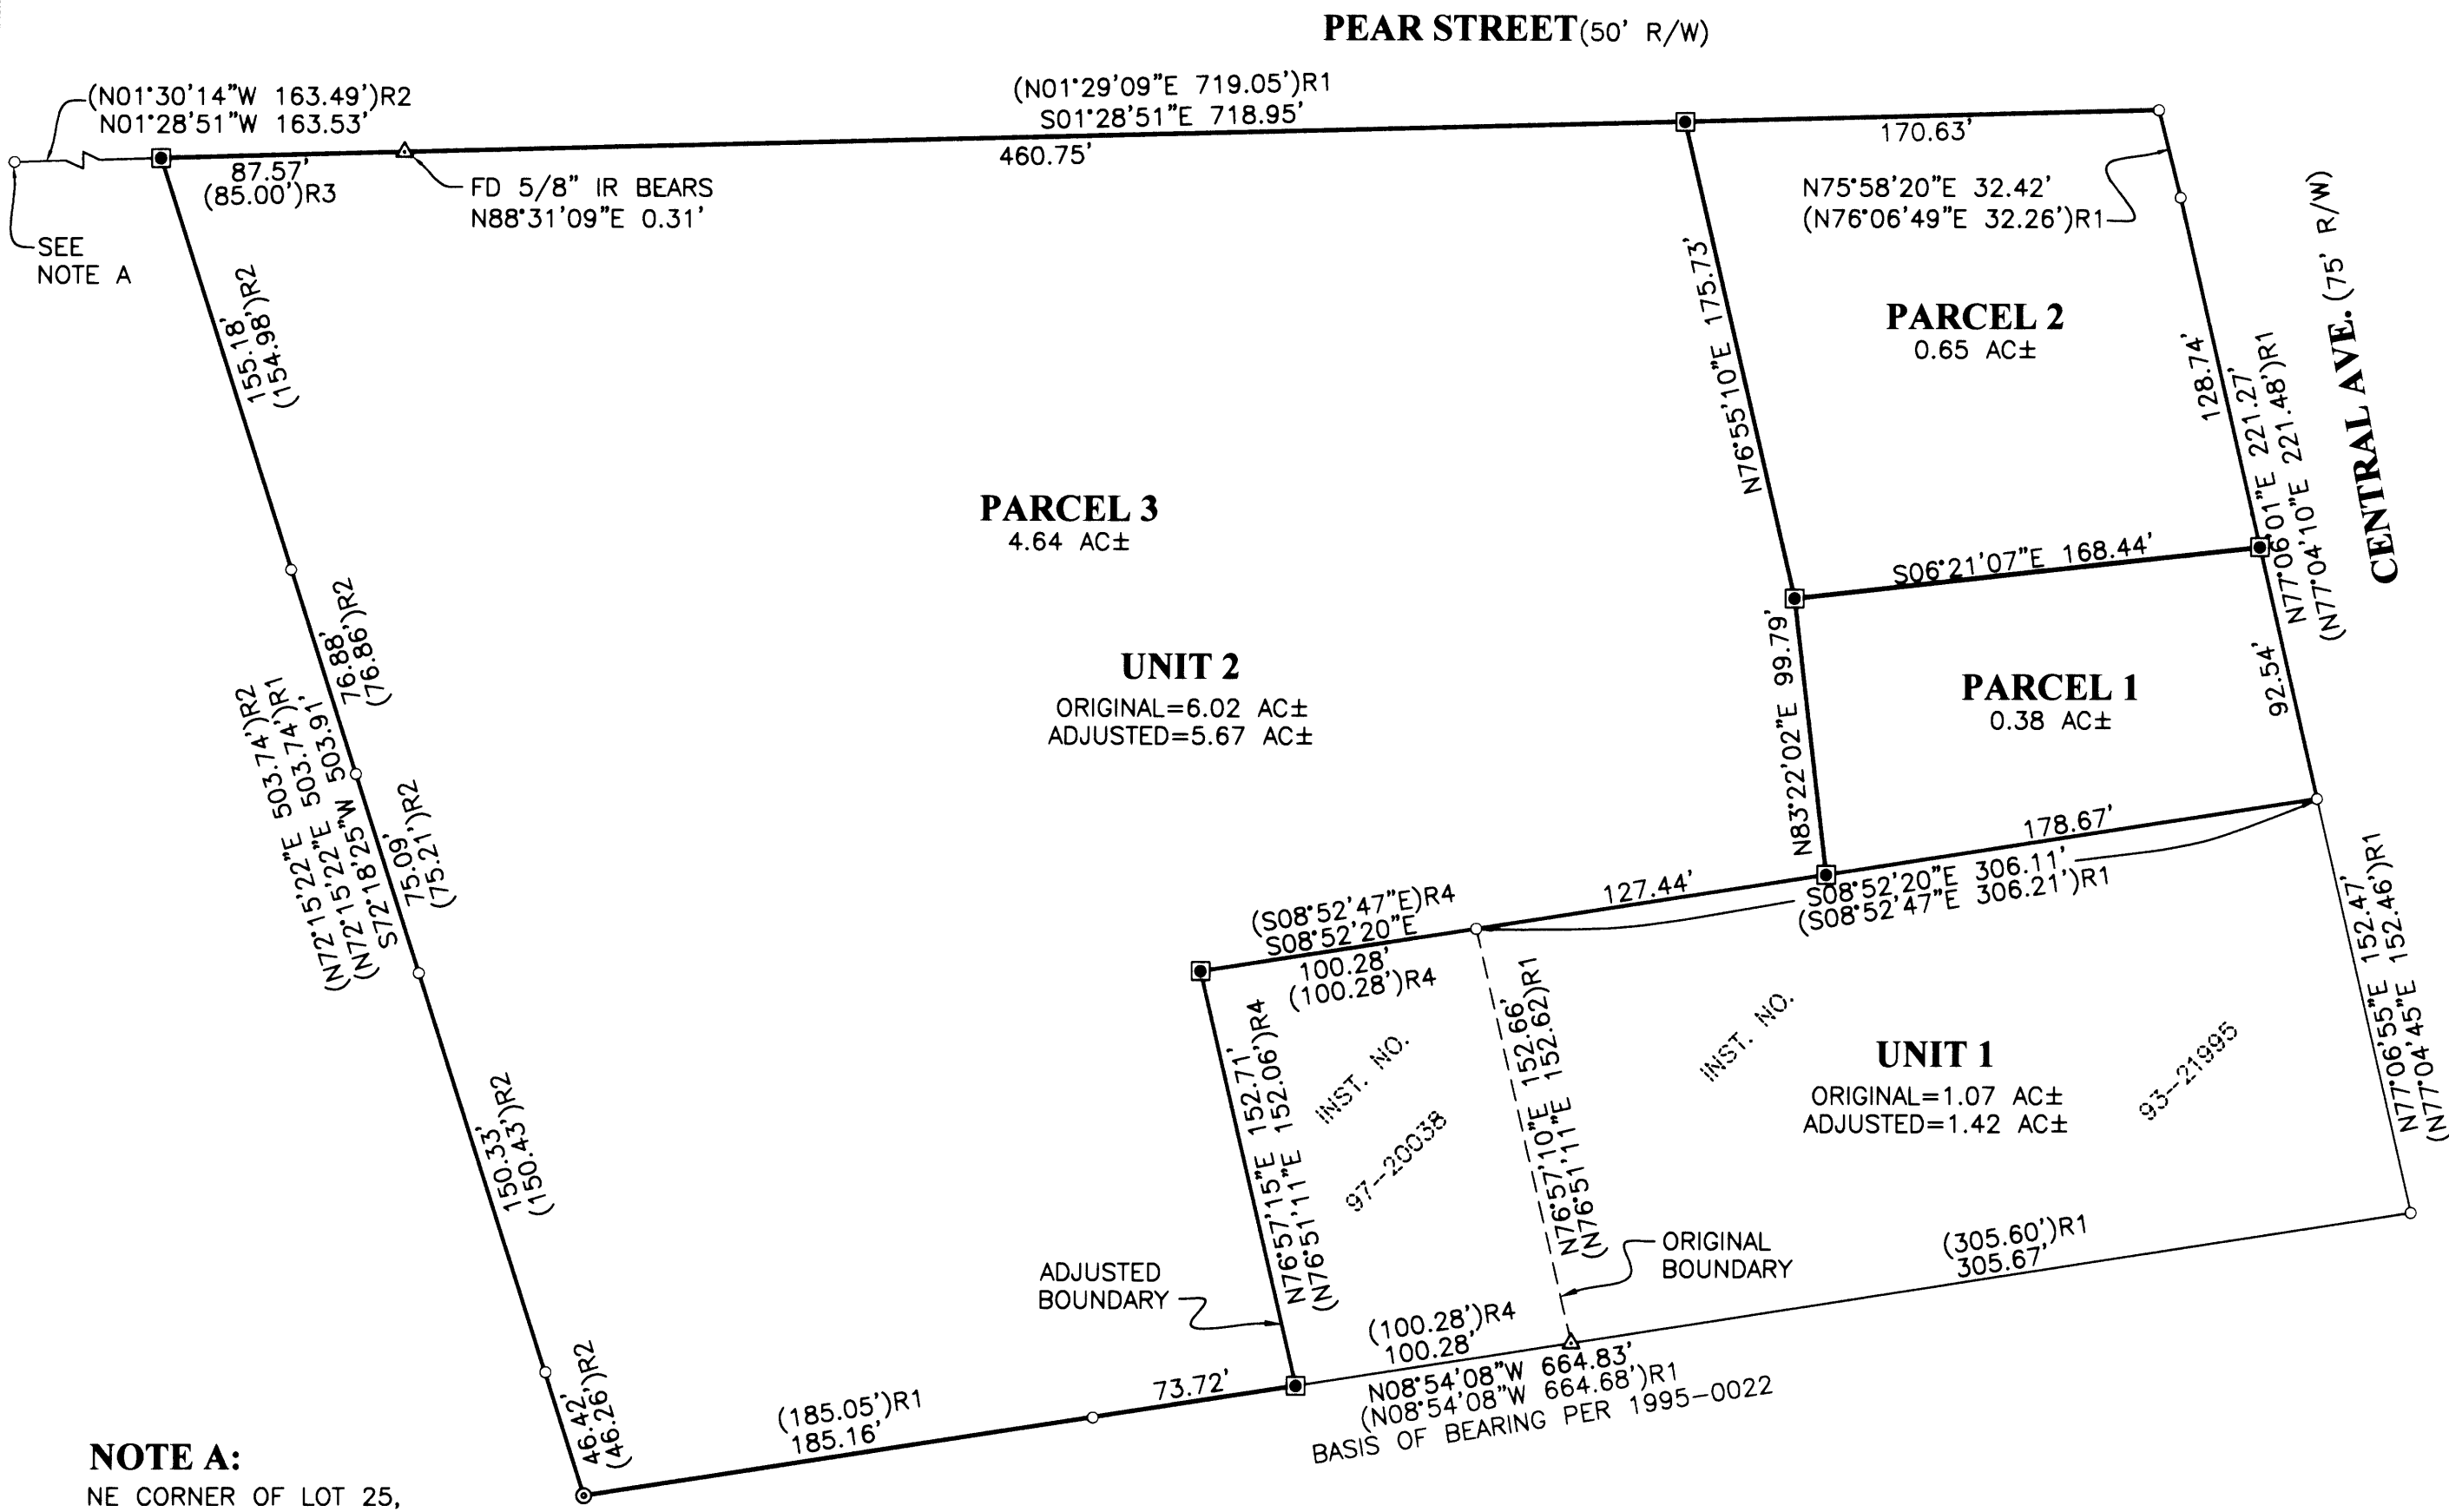 PEAR STREET(50' R/W)
(N01°30'14"W 163.49')R2
N01°28'51"W 163.53'
(N01°29'09"E 719.05')R1
S01°28'51"E 718.95'
87.57'
(85.00')R3
460.75'
170.63'
FD 5/8" IR BEARS
N88°31'09"E 0.31'
SEE
NOTE A
N75°58'20"E 32.42'
(N76°06'49"E 32.26')R1
155.18'
(154.98')R2
N76°55'10"E 175.73'
PARCEL 2
0.65 AC±
128.74'
N77°06'01"E 221.27'
(N77°04'10"E 221.48')R1
CENTRAL AVE. (75' R/W)
PARCEL 3
4.64 AC±
S06°21'07"E 168.44'
76.88'
(76.86')R2
UNIT 2
ORIGINAL=6.02 AC±
ADJUSTED=5.67 AC±
N83°22'02"E 99.79'
PARCEL 1
0.38 AC±
92.54'
(N72°15'22"E 503.74')R2
(N72°15'22"E 503.74')R1
S72°18'25"W 503.91'
75.09'
(75.21')R2
178.67'
127.44'
S08°52'20"E 306.11'
(S08°52'47"E 306.21')R1
(S08°52'47"E)R4
S08°52'20"E
100.28'
(100.28')R4
N76°57'15"E 152.71'
(N76°51'11"E 152.06')R4
INST. NO.
97-20038
N76°57'10"E 152.66'
(N76°51'11"E 152.62)R1
INST. NO.
93-21995
UNIT 1
ORIGINAL=1.07 AC±
ADJUSTED=1.42 AC±
N77°06'55"E 152.47'
(N77°04'45"E 152.46')R1
150.33'
(150.43')R2
ADJUSTED
BOUNDARY
ORIGINAL
BOUNDARY
(305.60')R1
305.67'
(100.28')R4
100.28'
N08°54'08"W 664.83'
(N08°54'08"W 664.68')R1
BASIS OF BEARING PER 1995-0022
73.72'
(185.05')R1
185.16'
46.42'
(46.26')R2
NOTE A:
NE CORNER OF LOT 25,